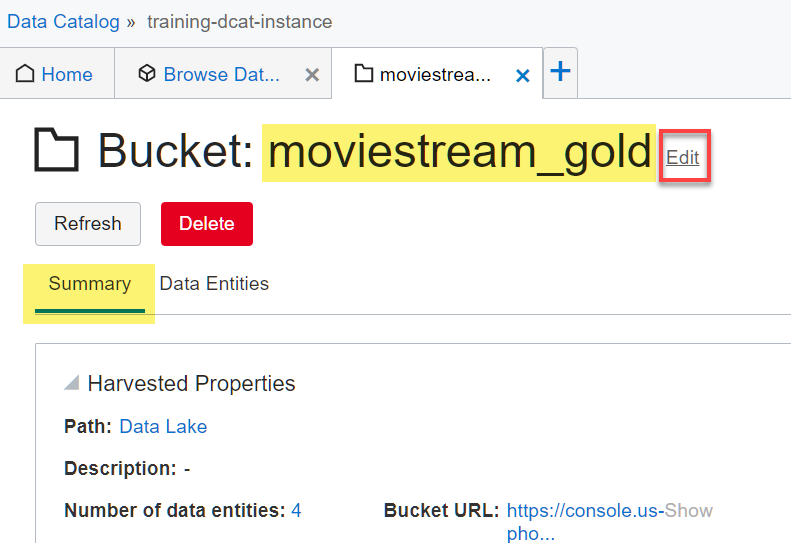 Data Catalog » training-dcat-instance
Home Browse Dat... × moviestrea... × +
Bucket: moviestream_gold Edit
Refresh Delete
Summary Data Entities
Harvested Properties
Path: Data Lake
Description: -
Number of data entities: 4 Bucket URL: https://console.us-Show
pho...